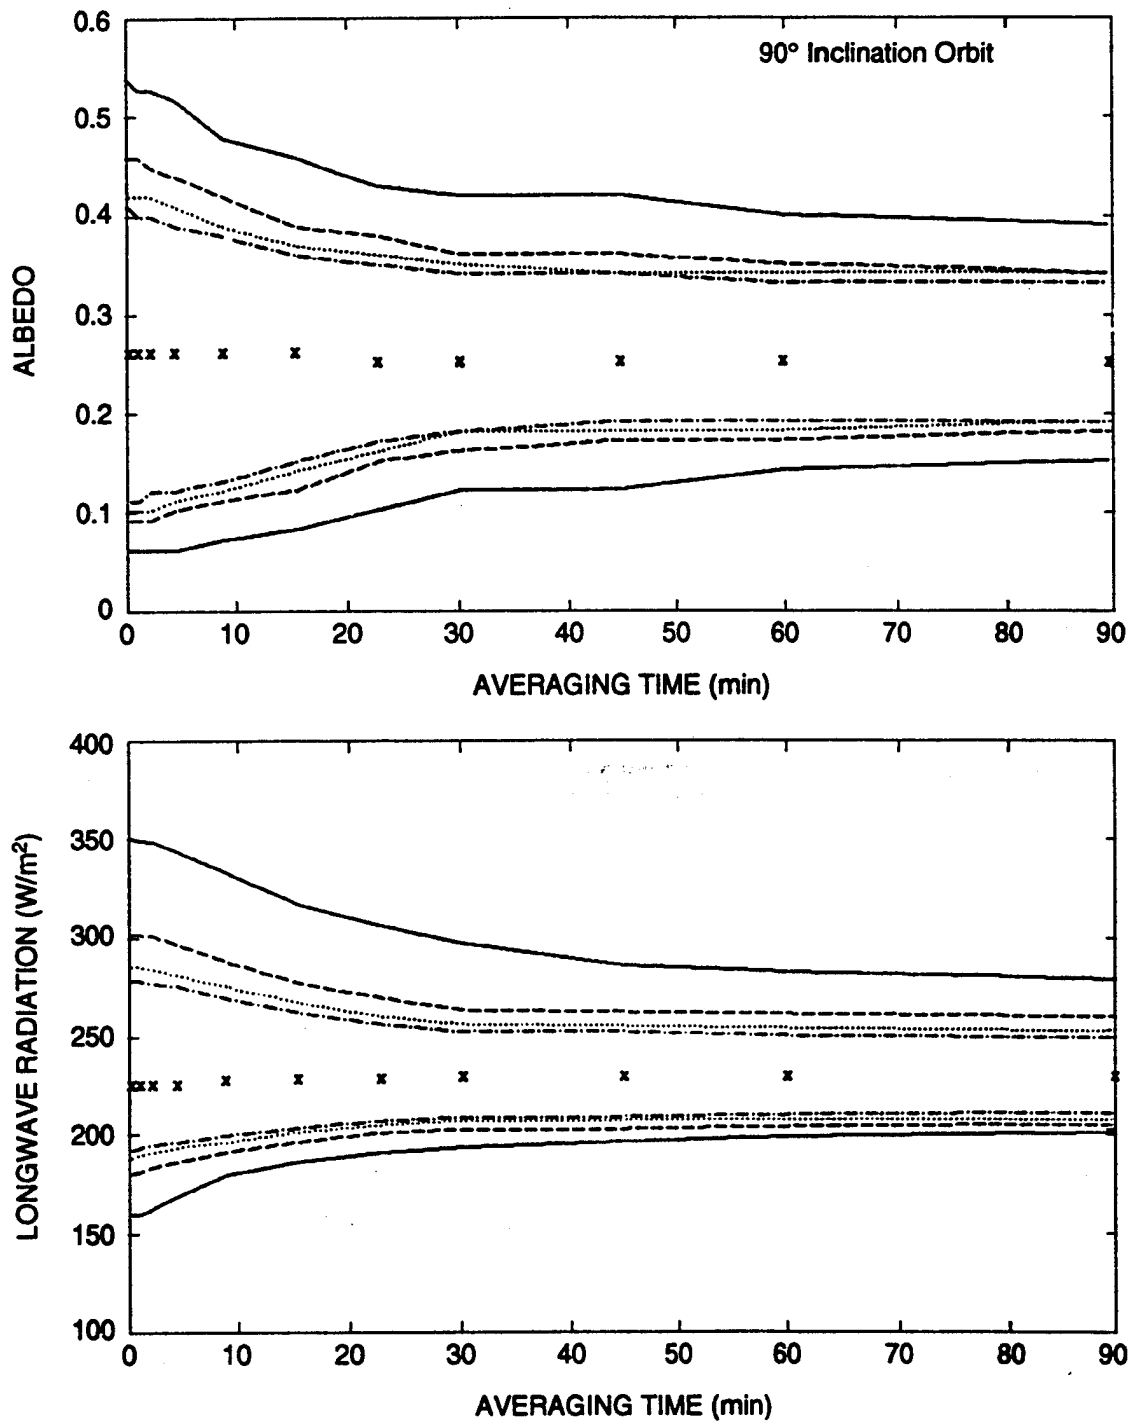 90° Inclination Orbit
ALBEDO
0.6
0.5
0.4
0.3
0.2
0.1
0
0 10 20 30 40 50 60 70 80 90
AVERAGING TIME (min)
LONGWAVE RADIATION (W/m²)
400
350
300
250
200
150
100
0 10 20 30 40 50 60 70 80 90
AVERAGING TIME (min)